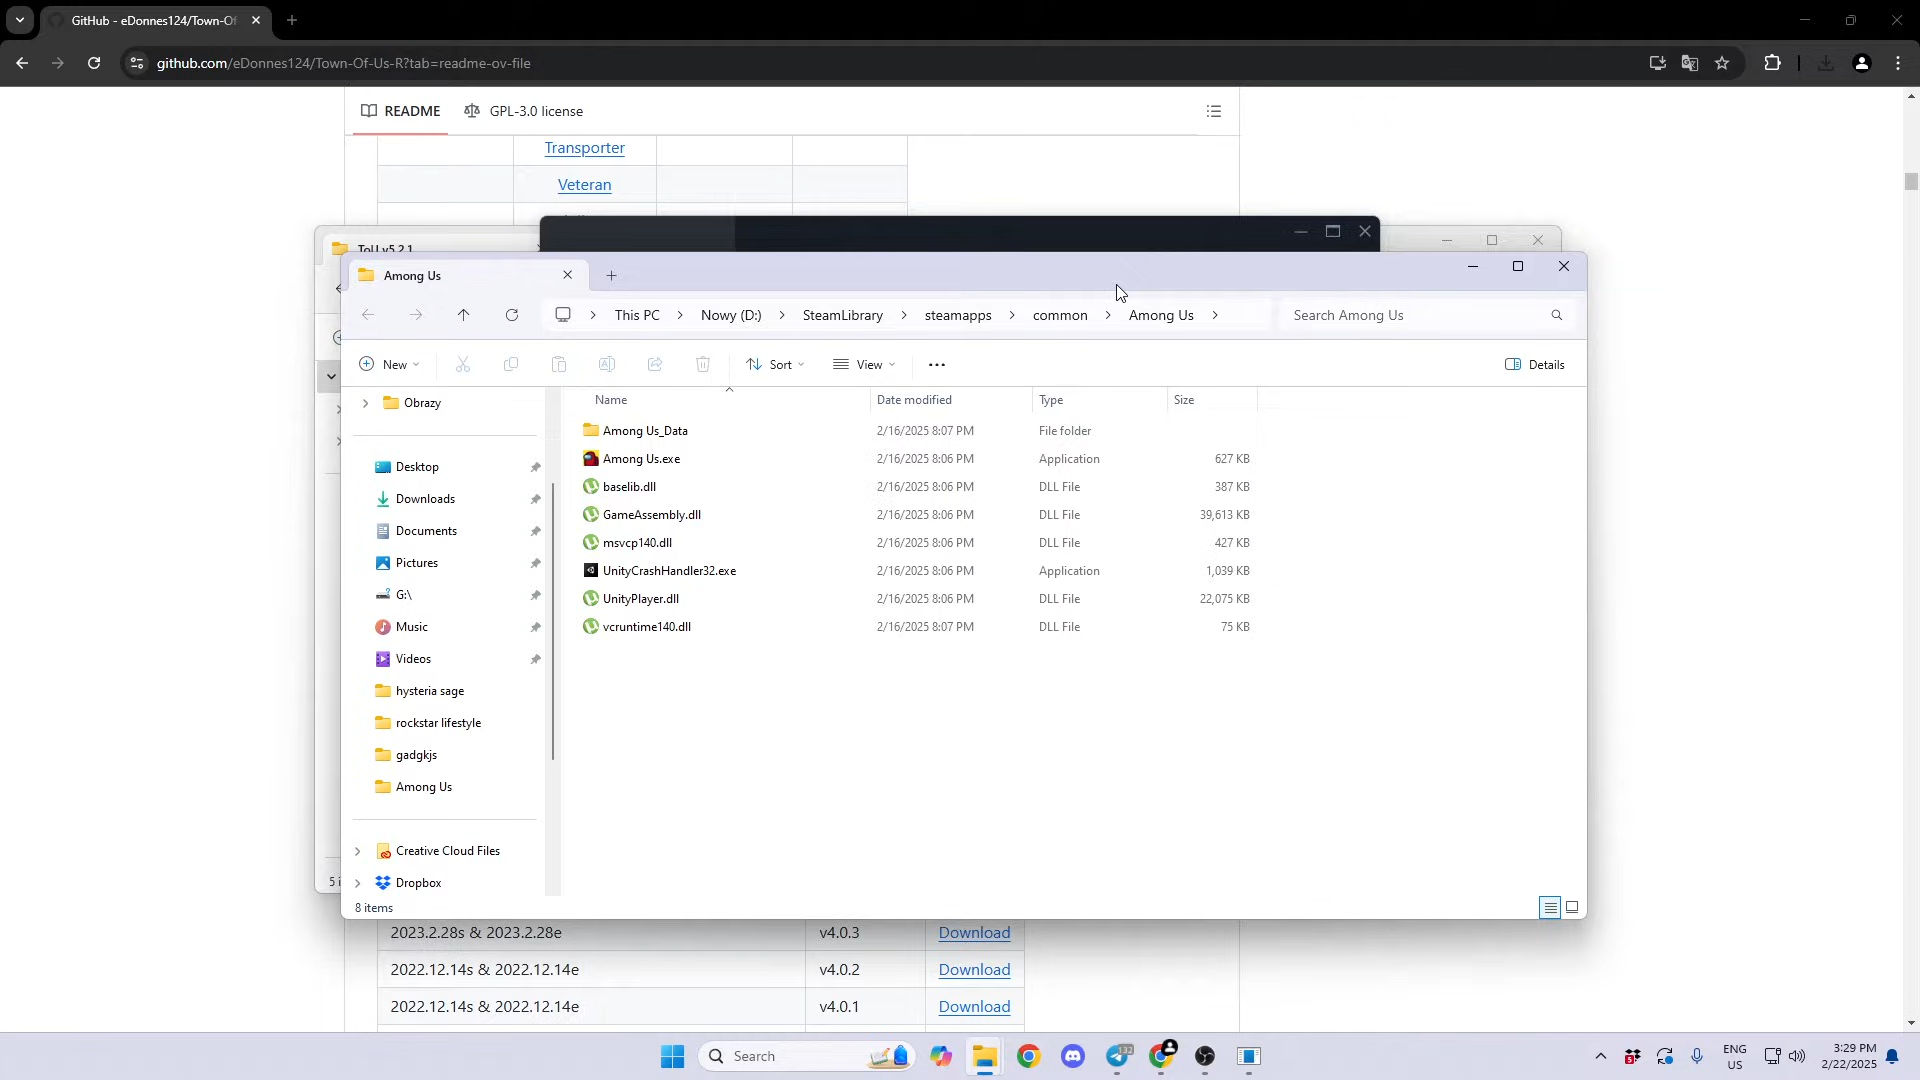 GitHub - eDonnes124/Town-Of
github.com/eDonnes124/Town-Of-Us-R?tab=readme-ov-file
README
GPL-3.0 license
Transporter
Veteran
ToU v5.2.1
Among Us
This PC
Nowy (D:)
SteamLibrary
steamapps
common
Among Us
Search Among Us
New
Sort
View
Details
Name
Date modified
Type
Size
Obrazy
Desktop
Downloads
Documents
Pictures
G:\
Music
Videos
hysteria sage
rockstar lifestyle
gadgkjs
Among Us
Creative Cloud Files
Dropbox
Among Us_Data 2/16/2025 8:07 PM File folder
Among Us.exe 2/16/2025 8:06 PM Application 627 KB
baselib.dll 2/16/2025 8:06 PM DLL File 387 KB
GameAssembly.dll 2/16/2025 8:06 PM DLL File 39,613 KB
msvcp140.dll 2/16/2025 8:06 PM DLL File 427 KB
UnityCrashHandler32.exe 2/16/2025 8:06 PM Application 1,039 KB
UnityPlayer.dll 2/16/2025 8:06 PM DLL File 22,075 KB
vcruntime140.dll 2/16/2025 8:07 PM DLL File 75 KB
5 i
8 items
2023.2.28s & 2023.2.28e v4.0.3 Download
2022.12.14s & 2022.12.14e v4.0.2 Download
2022.12.14s & 2022.12.14e v4.0.1 Download
Search
132
ENG
US
3:29 PM
2/22/2025